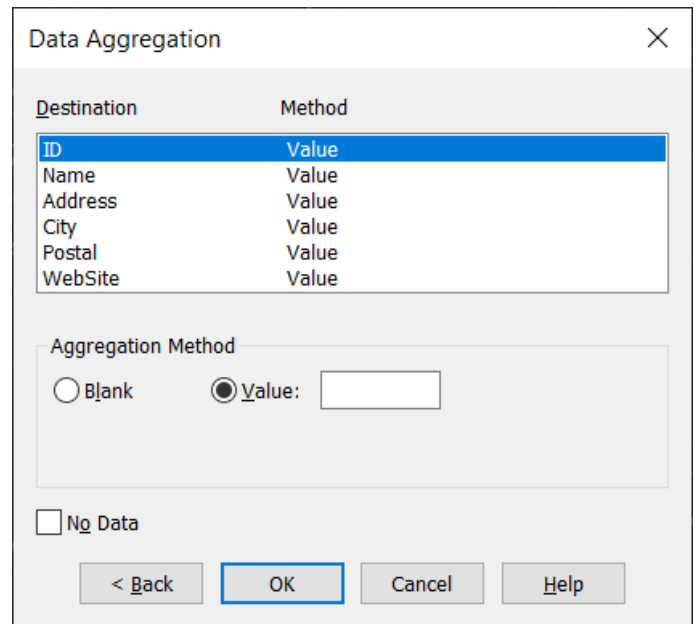 Data Aggregation
Destination Method
ID Value
Name Value
Address Value
City Value
Postal Value
WebSite Value
Aggregation Method
Blank Value:
No Data
< Back OK Cancel Help